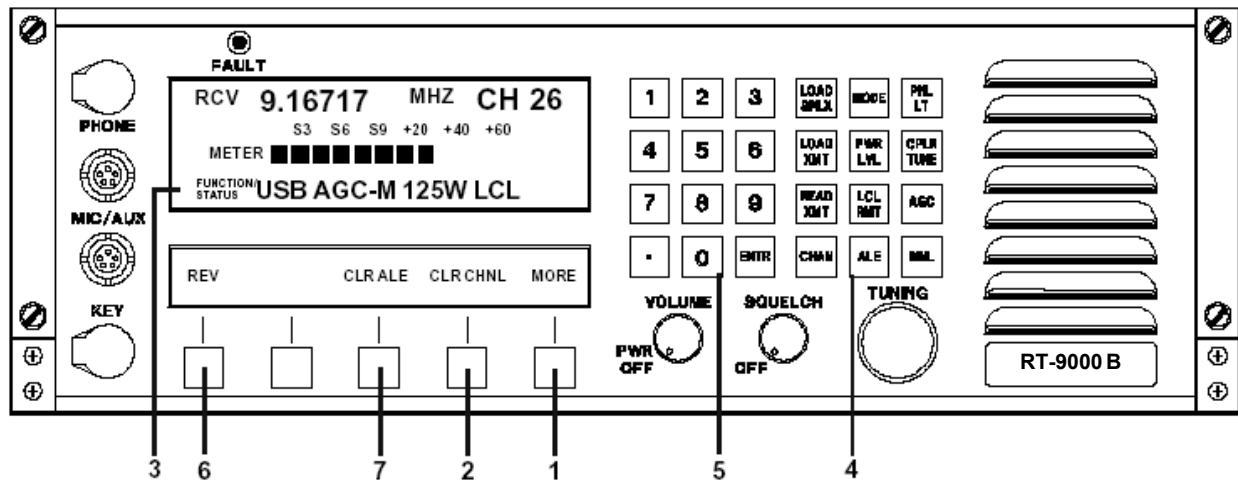 FAULT
PHONE
MIC/AUX
KEY
RCV 9.16717 MHZ CH 26
S3 S6 S9 +20 +40 +60
METER
FUNCTION/
STATUS USB AGC-M 125W LCL
REV CLR ALE CLR CHNL MORE
1 2 3 LOAD SPLX MODE PNL LT
4 5 6 LOAD XMT PWR LVL CPLR TUNE
7 8 9 READ XMT LCL RMT AGC
. 0 ENTR CHAN ALE
VOLUME SQUELCH TUNING
PWR
OFF OFF
RT-9000 B
3 6 7 2 1 5 4